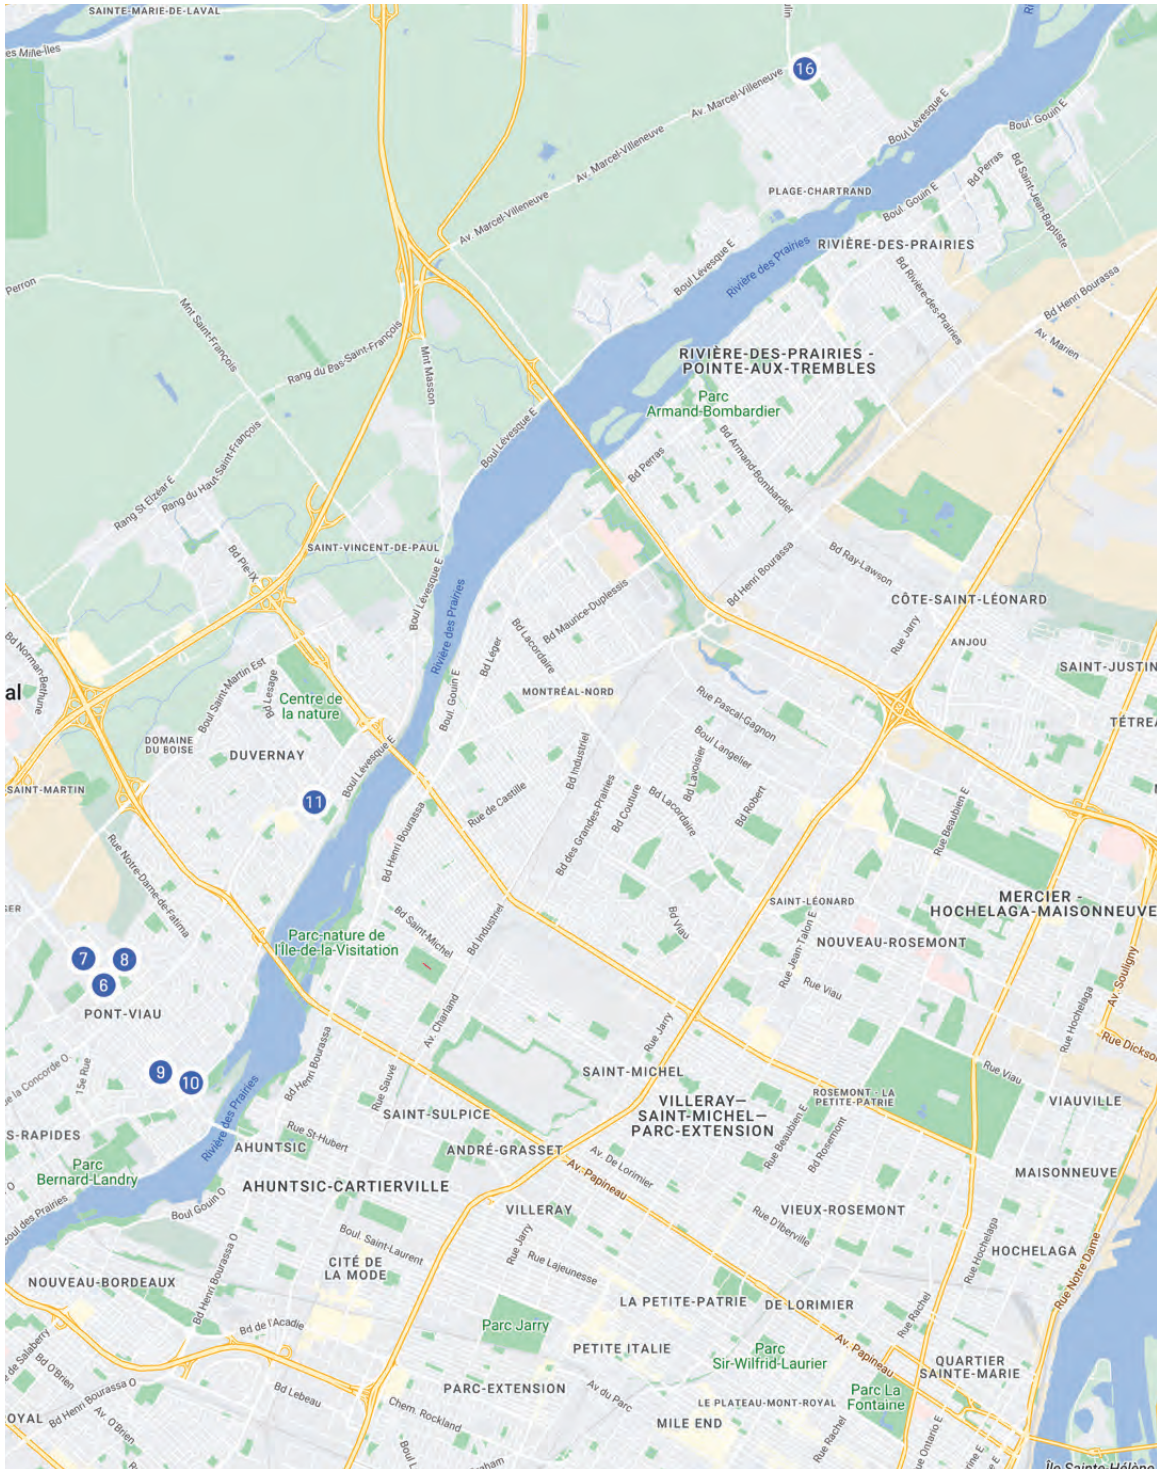 SAINTE-MARIE-DE-LAVAL
es Mille-Îles
16
Av. Marcel-Villeneuve
Boul Lévesque E
Boul. Gouin E
Av. Marcel-Villeneuve
Bd Perras
Bd Saint-Jean-Baptiste
PLAGE-CHARTRAND
Av. Marcel-Villeneuve
Boul. Gouin E
RIVIÈRE-DES-PRAIRIES
Boul Lévesque E
Rivière des Prairies
Bd Rivière-des-Prairies
Bd Henri Bourassa
Perron
Mnt Saint-François
Rang du Bas-Saint-François
Mnt Masson
Av. Marien
RIVIÈRE-DES-PRAIRIES -
POINTE-AUX-TREMBLES
Parc
Armand-Bombardier
Boul Lévesque E
Bd Perras
Bd Armand-Bombardier
Rang St Elzéar E
Rang du Haut-Saint-François
SAINT-VINCENT-DE-PAUL
Bd Pie-IX
Boul Lévesque E
Rivière des Prairies
Bd Henri Bourassa
Bd Ray-Lawson
Bd Maurice-Duplessis
CÔTE-SAINT-LÉONARD
Rue Jarry
ANJOU
SAINT-JUSTIN
Bd Norman-Bethune
al
Boul Saint-Martin Est
Bd Lesage
Centre de
la nature
Boul. Gouin E
Bd Léger
Bd Lacordaire
MONTRÉAL-NORD
Rue Pascal-Gagnon
TÉTREA
DOMAINE
DU BOISE
DUVERNAY
Boul Lévesque E
Bd Industriel
Boul Langelier
Bd Lavoisier
SAINT-MARTIN
11
Rue de Castille
Bd des Grandes-Prairies
Bd Couture
Bd Lacordaire
Bd Robert
Rue Beaubien E
Rue Notre-Dame-de-Fatima
Bd Henri Bourassa
MERCIER -
HOCHELAGA-MAISONNEUVE
SAINT-LÉONARD
GER
Bd Saint-Michel
Bd Industriel
Bd Viau
Rue Jean-Talon E
NOUVEAU-ROSEMONT
Parc-nature de
l'Île-de-la-Visitation
7
8
6
Av. Souligny
Rue Viau
PONT-VIAU
Av. Charland
Rue Jarry
Rue Hochelaga
Rue Dickson
9
10
15e Rue
de la Concorde O
Bd Henri Bourassa
Rue Sauvé
SAINT-MICHEL
Rue Viau
ROSEMONT - LA
PETITE-PATRIE
VIAUVILLE
Rivière des Prairies
SAINT-SULPICE
VILLERAY—
SAINT-MICHEL—
PARC-EXTENSION
Rue Beaubien E
Bd Rosemont
S-RAPIDES
Rue St-Hubert
AHUNTSIC
ANDRÉ-GRASSET
Av. De Lorimier
Parc
Bernard-Landry
Av. Papineau
MAISONNEUVE
AHUNTSIC-CARTIERVILLE
Boul des Prairies
Boul Gouin O
VILLERAY
VIEUX-ROSEMONT
Rue D'Iberville
Rue Hochelaga
HOCHELAGA
Boul. Saint-Laurent
Rue Jarry
Rue Lajeunesse
CITÉ DE
LA MODE
Rue Notre Dame
NOUVEAU-BORDEAUX
Bd Henri Bourassa O
LA PETITE-PATRIE
DE LORIMIER
Rue Rachel
Bd de l'Acadie
Parc Jarry
Av. Papineau
PETITE ITALIE
Parc
Sir-Wilfrid-Laurier
QUARTIER
SAINTE-MARIE
de Salaberry
Bd O'Brien
Bd Henri Bourassa O
Bd Lebeau
PARC-EXTENSION
Av du Parc
Parc La
Fontaine
OYAL
Av. O'Brien
Chem. Rockland
LE PLATEAU-MONT-ROYAL
MILE END
Rue Rachel
Rue Ontario E
Boul L
Graham
Île Sainte-Hélène